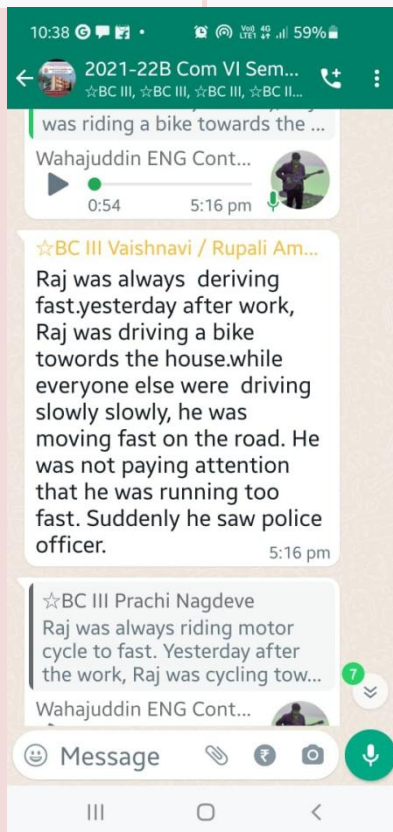 10:38 G
Voo) 4G LTE1 59%
2021-22B Com VI Sem...
☆BC III, ☆BC III, ☆BC III, ☆BC II...
was riding a bike towards the ...
Wahajuddin ENG Cont...
0:54 5:16 pm
☆BC III Vaishnavi / Rupali Am...
Raj was always deriving
fast.yesterday after work,
Raj was driving a bike
towords the house.while
everyone else were driving
slowly slowly, he was
moving fast on the road. He
was not paying attention
that he was running too
fast. Suddenly he saw police
officer.
5:16 pm
☆BC III Prachi Nagdeve
Raj was always riding motor
cycle to fast. Yesterday after
the work, Raj was cycling tow...
7
Wahajuddin ENG Cont...
Message
₹